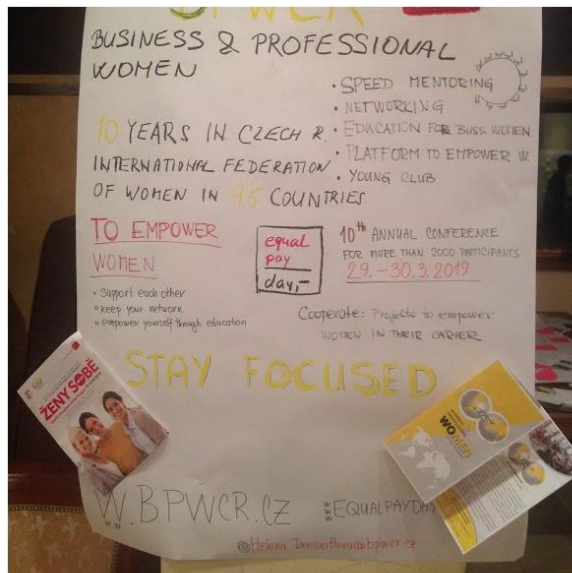 BPWCR
BUSINESS & PROFESSIONAL
WOMEN
• SPEED MENTORING
• NETWORKING
• EDUCATION FOR BUSS. WOMEN
• PLATFORM TO EMPOWER W.
• YOUNG CLUB
10 YEARS IN CZECH R.
INTERNATIONAL FEDERATION
OF WOMEN IN 95 COUNTRIES
TO EMPOWER
WOMEN
• Support each other
• keep your network
• empower yourself through education
equal
pay
day,-
10th ANNUAL CONFERENCE
FOR MORE THAN 2000 PARTICIPANTS
29. - 30.3.2019
Cooperate: Projects to empower
WOMEN IN THEIR CARIER
STAY FOCUSED
ŽENY SOBĚ
WOMEN
WWW.BPWCR.CZ
EQUALPAYDAY